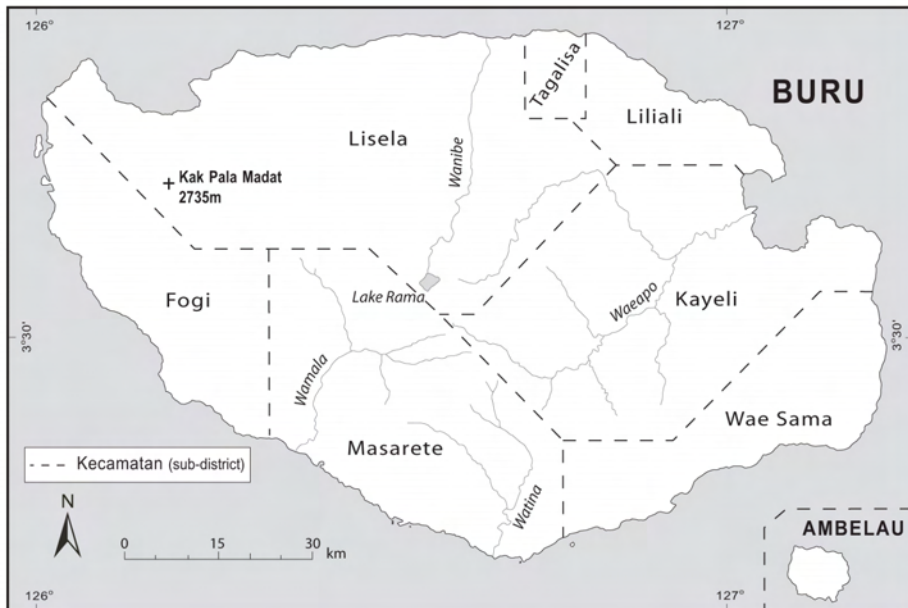 126°
127°
BURU
Tagalisa
Liliali
Lisela
Wanibe
Kak Pala Madat
2735m
Fogi
Lake Rama
Waeapo
Kayeli
3°30'
3°30'
Wamala
Wae Sama
Masarete
Kecamatan (sub-district)
Watina
N
0 15 30
km
AMBELAU
126°
127°